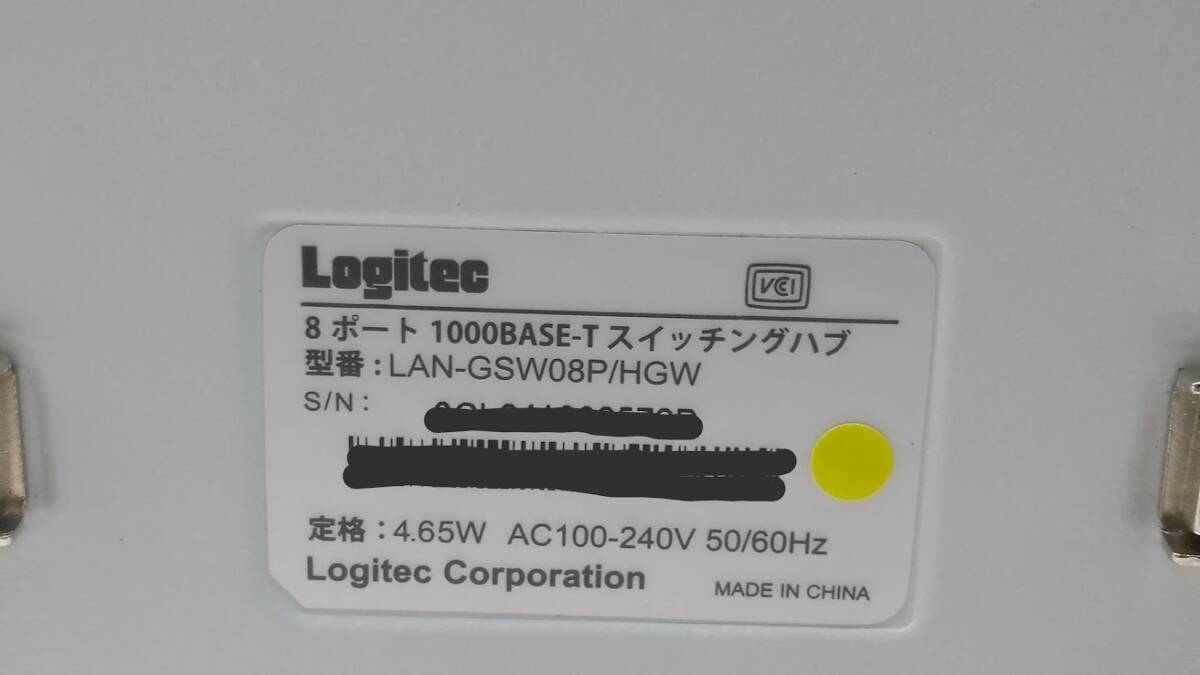 Logitec
VCCI
8 ポート 1000BASE-T スイッチングハブ
型番 : LAN-GSW08P/HGW
S/N :
定格 : 4.65W AC100-240V 50/60Hz
Logitec Corporation
MADE IN CHINA